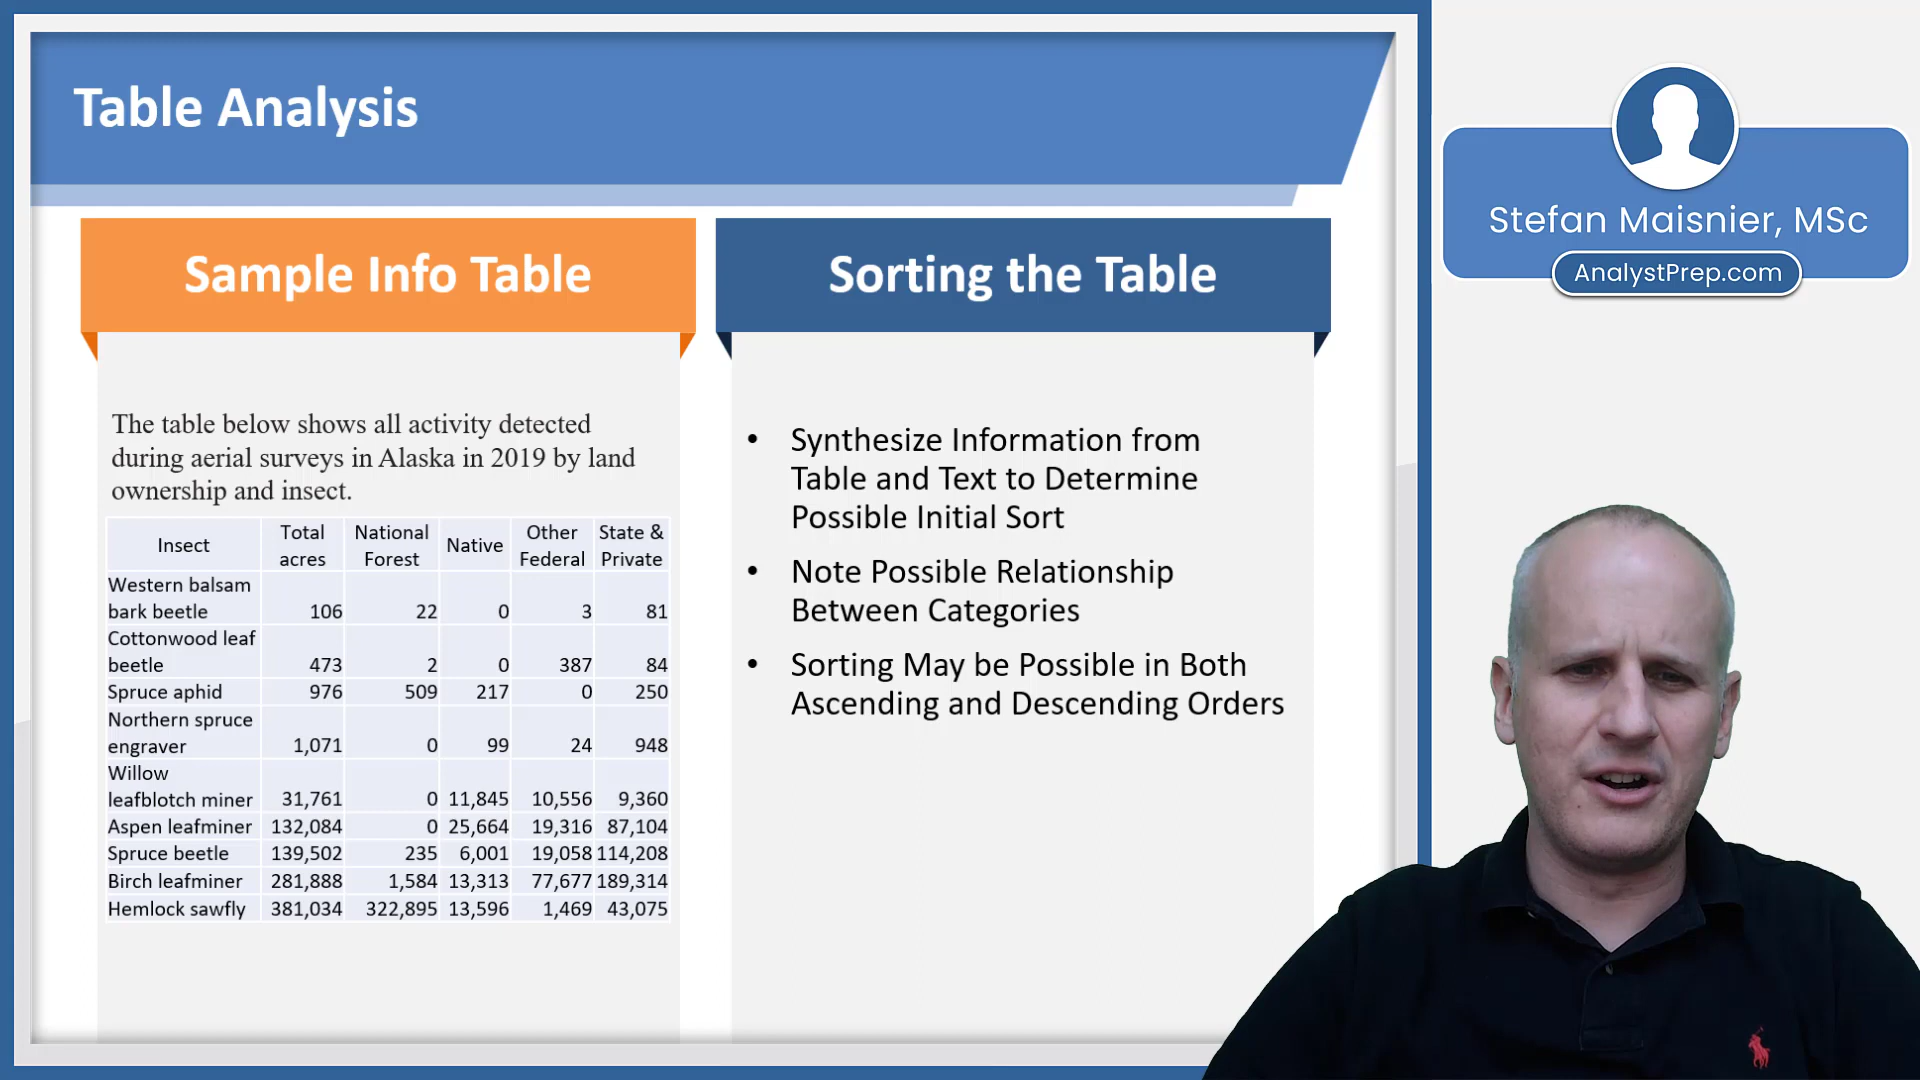 Table Analysis
Sample Info Table
The table below shows all activity detected
during aerial surveys in Alaska in 2019 by land
ownership and insect.
Insect Total acres National Forest Native Other Federal State & Private
Western balsam bark beetle 106 22 0 3 81
Cottonwood leaf beetle 473 2 0 387 84
Spruce aphid 976 509 217 0 250
Northern spruce engraver 1,071 0 99 24 948
Willow leafblotch miner 31,761 0 11,845 10,556 9,360
Aspen leafminer 132,084 0 25,664 19,316 87,104
Spruce beetle 139,502 235 6,001 19,058 114,208
Birch leafminer 281,888 1,584 13,313 77,677 189,314
Hemlock sawfly 381,034 322,895 13,596 1,469 43,075
Sorting the Table
• Synthesize Information from
Table and Text to Determine
Possible Initial Sort
• Note Possible Relationship
Between Categories
• Sorting May be Possible in Both
Ascending and Descending Orders
Stefan Maisnier, MSc
AnalystPrep.com